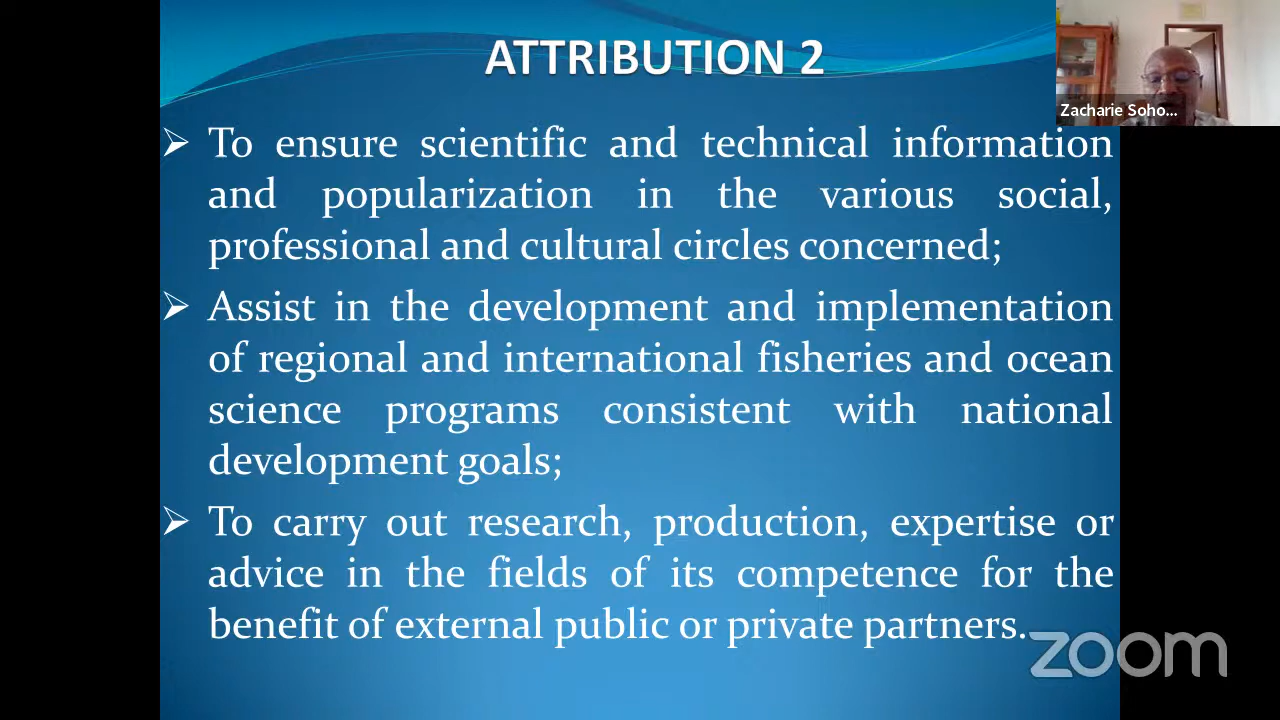 ATTRIBUTION 2
Zacharie Soho...
To ensure scientific and technical information
and popularization in the various social,
professional and cultural circles concerned;
Assist in the development and implementation
of regional and international fisheries and ocean
science programs consistent with national
development goals;
To carry out research, production, expertise or
advice in the fields of its competence for the
benefit of external public or private partners.
zoom